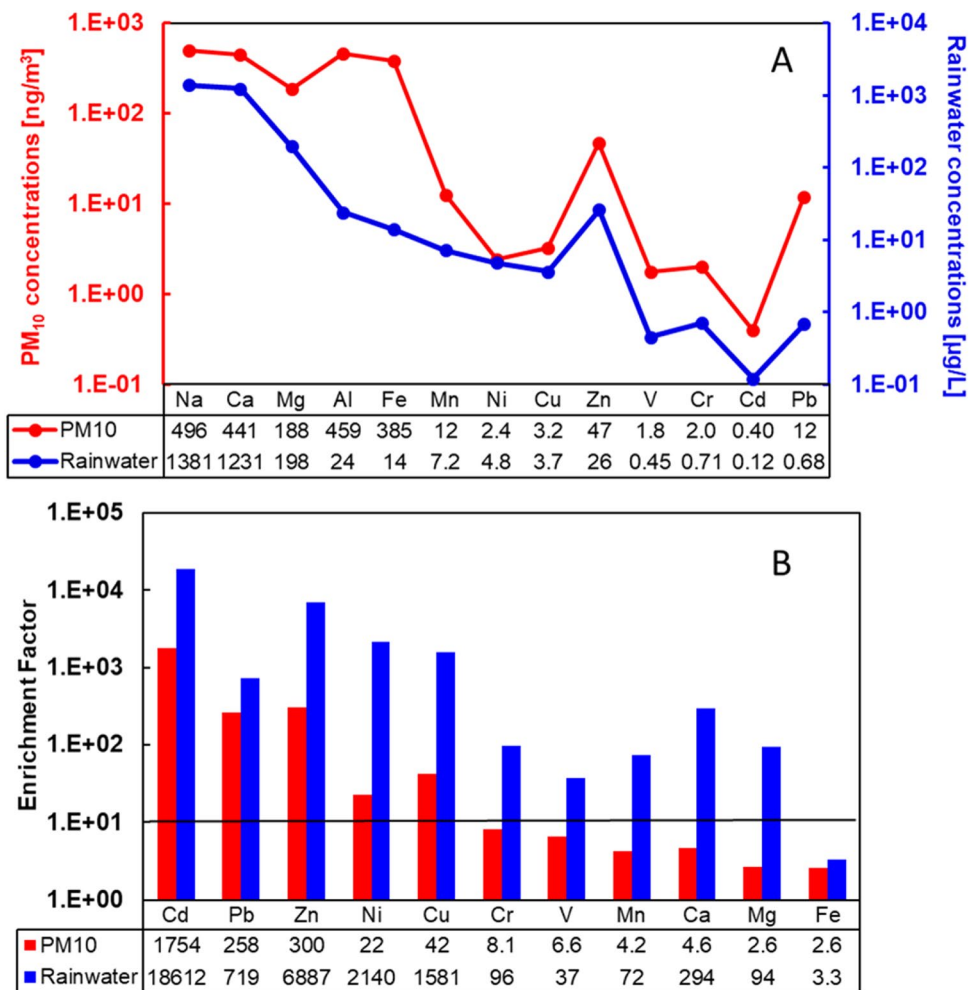 A
PM10 concentrations [ng/m3]
1.E+03
1.E+02
1.E+01
1.E+00
1.E-01
Rainwater concentrations [µg/L]
1.E+04
1.E+03
1.E+02
1.E+01
1.E+00
1.E-01
Na Ca Mg Al Fe Mn Ni Cu Zn V Cr Cd Pb
PM10 496 441 188 459 385 12 2.4 3.2 47 1.8 2.0 0.40 12
Rainwater 1381 1231 198 24 14 7.2 4.8 3.7 26 0.45 0.71 0.12 0.68
B
Enrichment Factor
1.E+05
1.E+04
1.E+03
1.E+02
1.E+01
1.E+00
Cd Pb Zn Ni Cu Cr V Mn Ca Mg Fe
PM10 1754 258 300 22 42 8.1 6.6 4.2 4.6 2.6 2.6
Rainwater 18612 719 6887 2140 1581 96 37 72 294 94 3.3